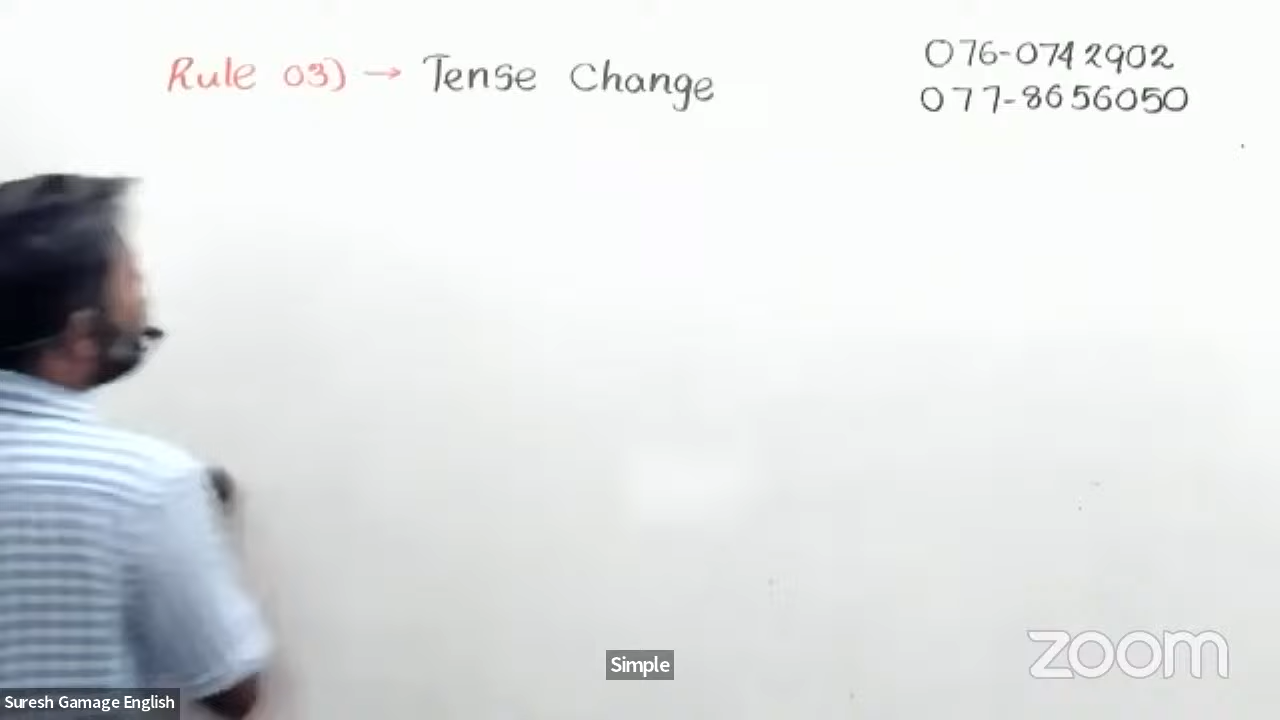 Rule 03) → Tense Change
076-0742902
077-8656050
Simple
zoom
Suresh Gamage English